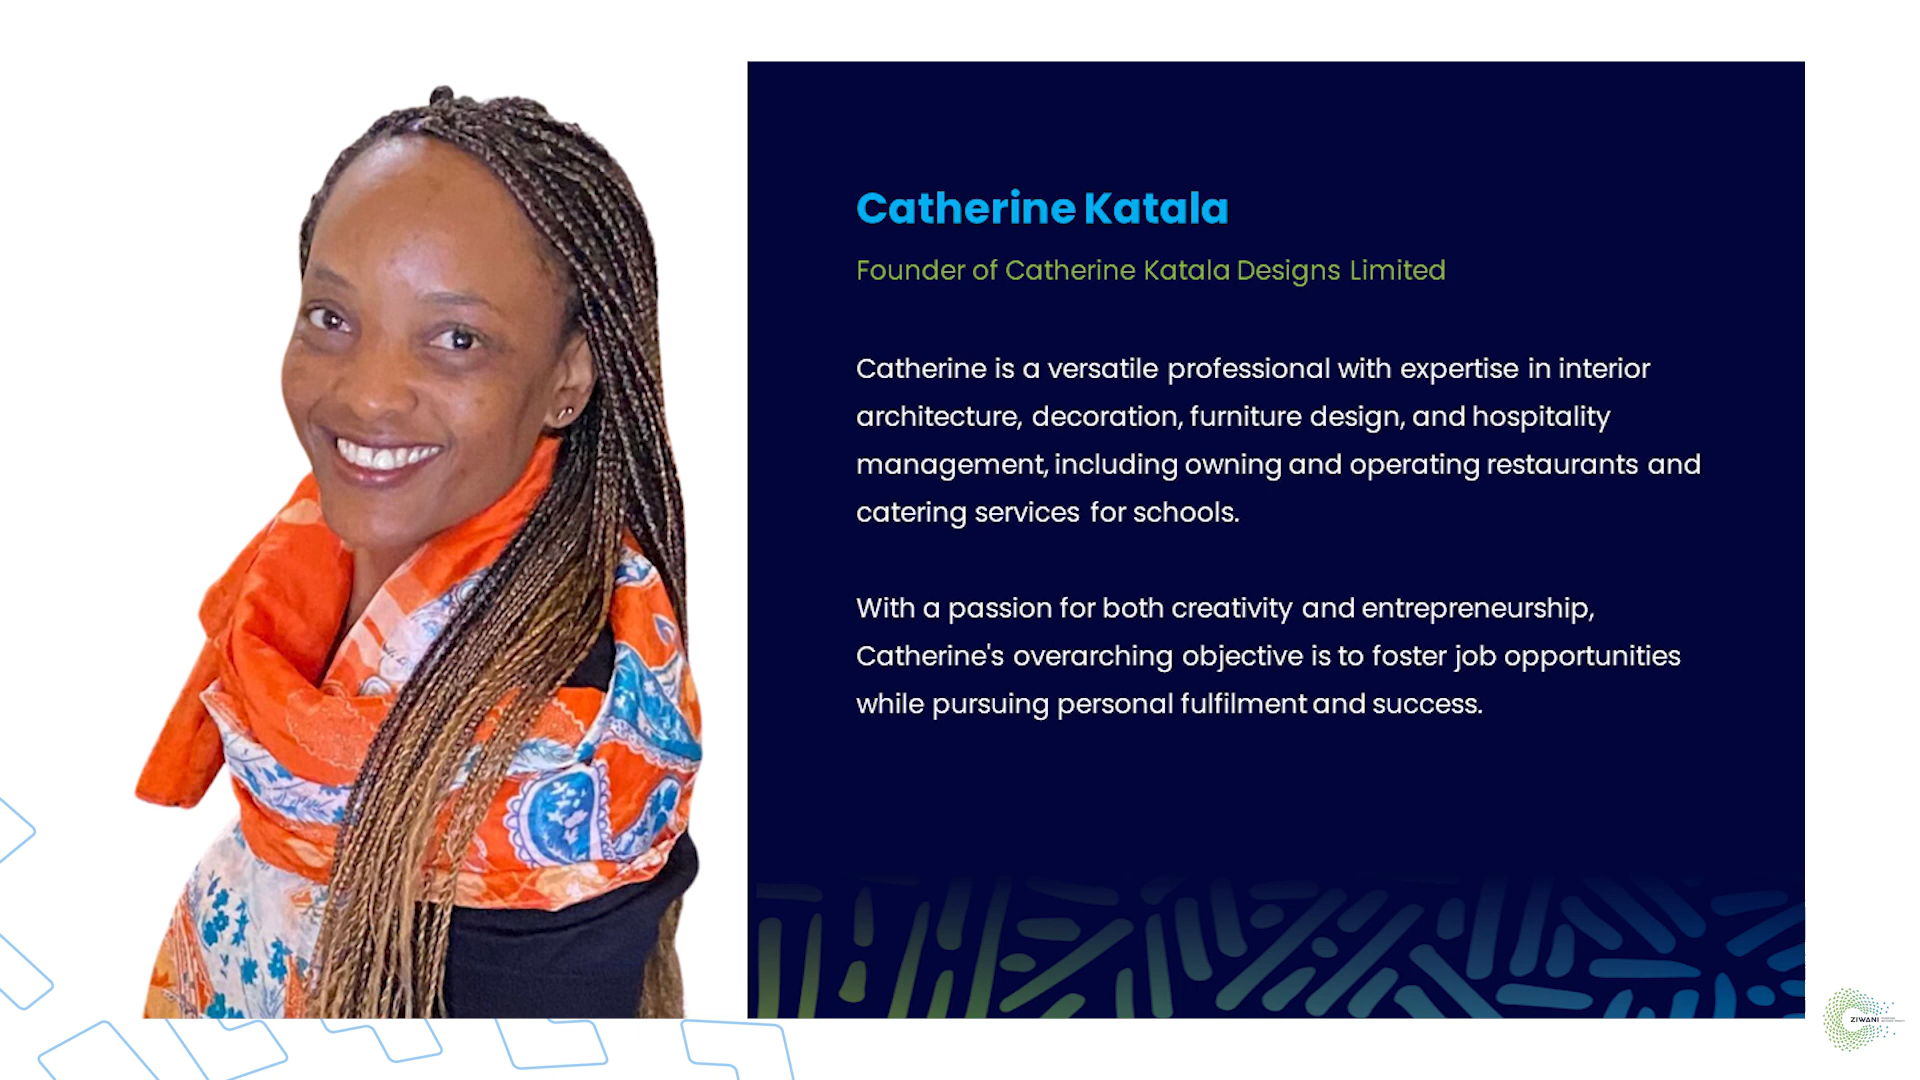 Catherine Katala
Founder of Catherine Katala Designs Limited
Catherine is a versatile professional with expertise in interior
architecture, decoration, furniture design, and hospitality
management, including owning and operating restaurants and
catering services for schools.
With a passion for both creativity and entrepreneurship,
Catherine's overarching objective is to foster job opportunities
while pursuing personal fulfilment and success.
ZIWANI